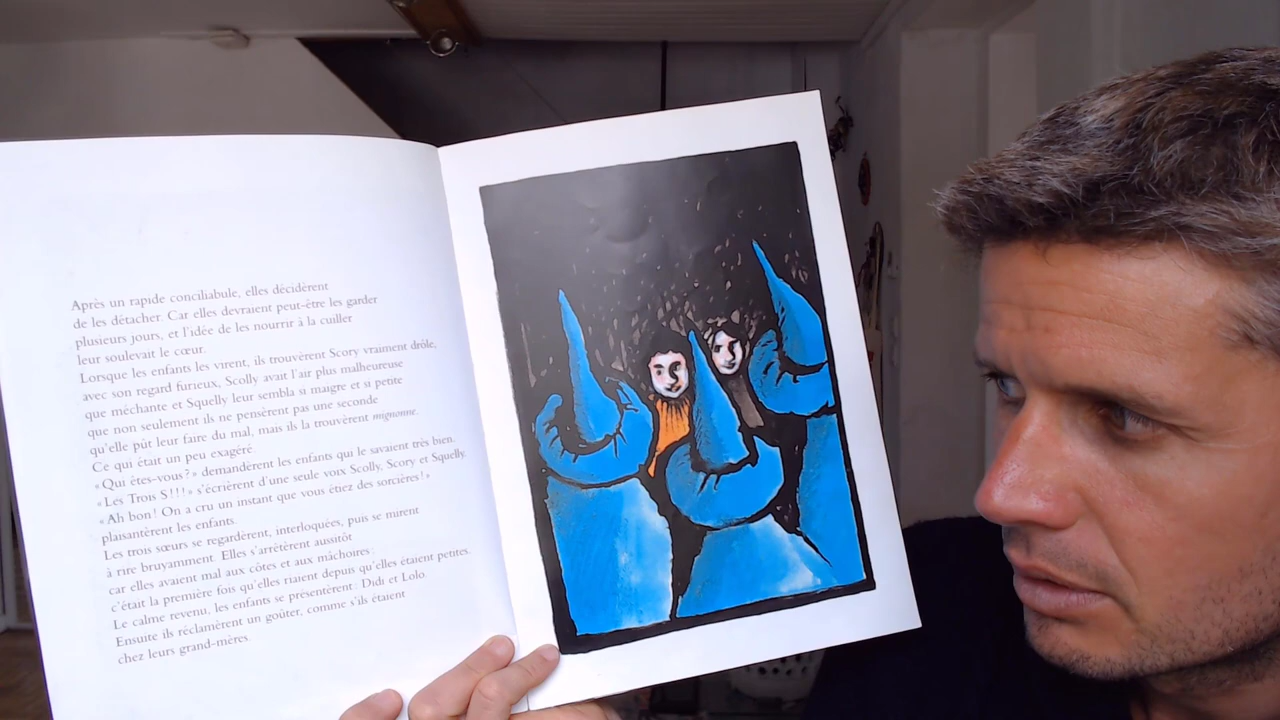 Après un rapide conciliabule, elles décidèrent
de les détacher. Car elles devraient peut-être les garder
plusieurs jours, et l'idée de les nourrir à la cuiller
leur soulevait le cœur.
Lorsque les enfants les virent, ils trouvèrent Scory vraiment drôle,
avec son regard furieux, Scolly avait l'air plus malheureuse
que méchante et Squelly leur sembla si maigre et si petite
que non seulement ils ne pensèrent pas une seconde
qu'elle pût leur faire du mal, mais ils la trouvèrent mignonne.
Ce qui était un peu exagéré.
« Qui êtes-vous ? » demandèrent les enfants qui le savaient très bien.
« Les Trois S ! ! ! » s'écrièrent d'une seule voix Scolly, Scory et Squelly.
« Ah bon ! On a cru un instant que vous étiez des sorcières ! »
plaisantèrent les enfants.
Les trois sœurs se regardèrent, interloquées, puis se mirent
à rire bruyamment. Elles s'arrêtèrent aussitôt
car elles avaient mal aux côtes et aux mâchoires :
c'était la première fois qu'elles riaient depuis qu'elles étaient petites.
Le calme revenu, les enfants se présentèrent : Didi et Lolo.
Ensuite ils réclamèrent un goûter, comme s'ils étaient
chez leurs grand-mères.